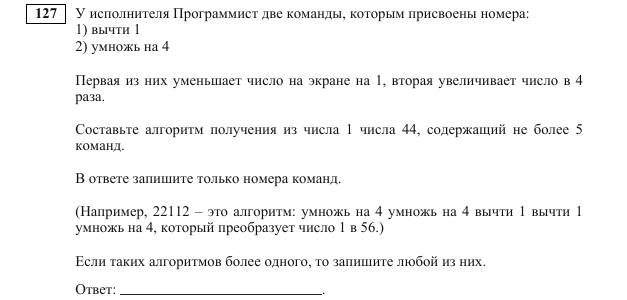 127 У исполнителя Программист две команды, которым присвоены номера:
1) вычти 1
2) умножь на 4
Первая из них уменьшает число на экране на 1, вторая увеличивает число в 4
раза.
Составьте алгоритм получения из числа 1 числа 44, содержащий не более 5
команд.
В ответе запишите только номера команд.
(Например, 22112 – это алгоритм: умножь на 4 умножь на 4 вычти 1 вычти 1
умножь на 4, который преобразует число 1 в 56.)
Если таких алгоритмов более одного, то запишите любой из них.
Ответ: ____________________________.